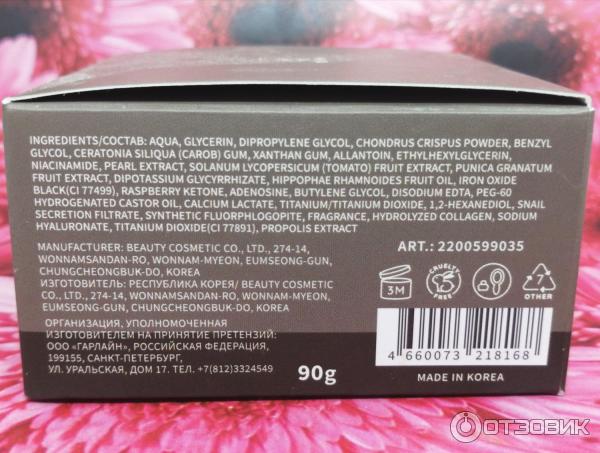 INGREDIENTS/СОСТАВ: AQUA, GLYCERIN, DIPROPYLENE GLYCOL, CHONDRUS CRISPUS POWDER, BENZYL
GLYCOL, CERATONIA SILIQUA (CAROB) GUM, XANTHAN GUM, ALLANTOIN, ETHYLHEXYLGLYCERIN,
NIACINAMIDE, PEARL EXTRACT, SOLANUM LYCOPERSICUM (TOMATO) FRUIT EXTRACT, PUNICA GRANATUM
FRUIT EXTRACT, DIPOTASSIUM GLYCYRRHIZATE, HIPPOPHAE RHAMNOIDES FRUIT OIL, IRON OXIDE
BLACK(CI 77499), RASPBERRY KETONE, ADENOSINE, BUTYLENE GLYCOL, DISODIUM EDTA, PEG-60
HYDROGENATED CASTOR OIL, CALCIUM LACTATE, TITANIUM/TITANIUM DIOXIDE, 1,2-HEXANEDIOL, SNAIL
SECRETION FILTRATE, SYNTHETIC FLUORPHLOGOPITE, FRAGRANCE, HYDROLYZED COLLAGEN, SODIUM
HYALURONATE, TITANIUM DIOXIDE(CI 77891), PROPOLIS EXTRACT
MANUFACTURER: BEAUTY COSMETIC CO., LTD., 274-14,
WONNAMSANDAN-RO, WONNAM-MYEON, EUMSEONG-GUN,
CHUNGCHEONGBUK-DO, KOREA
ИЗГОТОВИТЕЛЬ: РЕСПУБЛИКА КОРЕЯ/ BEAUTY COSMETIC
CO., LTD., 274-14, WONNAMSANDAN-RO, WONNAM-MYEON,
EUMSEONG-GUN, CHUNGCHEONGBUK-DO, KOREA
ОРГАНИЗАЦИЯ, УПОЛНОМОЧЕННАЯ
ИЗГОТОВИТЕЛЕМ НА ПРИНЯТИЕ ПРЕТЕНЗИЙ:
ООО «ГАРЛАЙН», РОССИЙСКАЯ ФЕДЕРАЦИЯ,
199155, САНКТ-ПЕТЕРБУРГ,
УЛ. УРАЛЬСКАЯ, ДОМ 17. ТЕЛ. +7(812)3324549
90g
ART.: 2200599035
3M
CRUELTY
FREE
7
OTHER
4 660073 218168
MADE IN KOREA
ОТЗОВИК